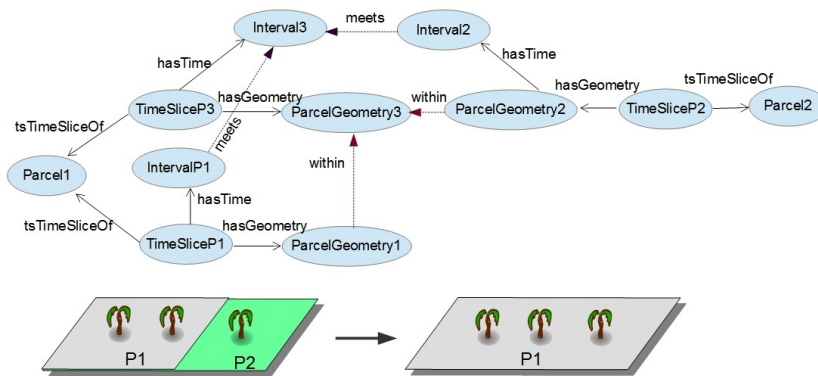 meets
Interval3
Interval2
hasTime
hasTime
hasGeometry
tsTimeSliceOf
TimeSliceP3
hasGeometry
ParcelGeometry3
within
ParcelGeometry2
TimeSliceP2
Parcel2
tsTimeSliceOf
meets
Parcel1
IntervalP1
within
hasTime
tsTimeSliceOf
TimeSliceP1
hasGeometry
ParcelGeometry1
P1
P2
P1